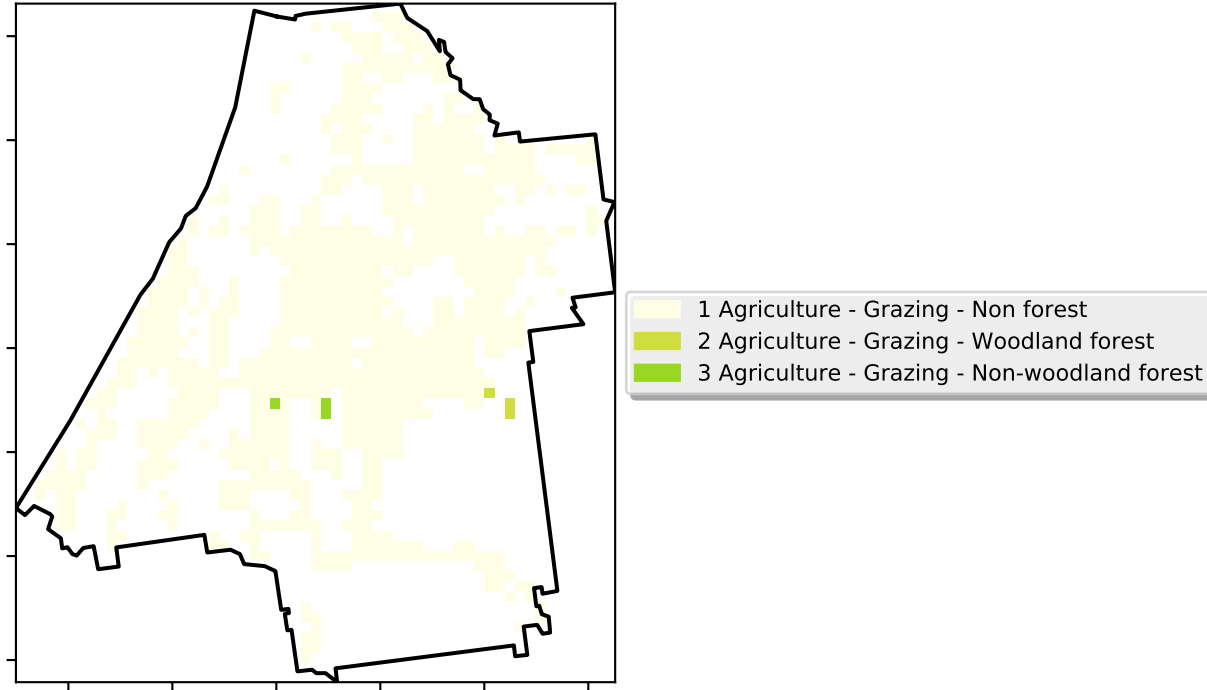 1 Agriculture - Grazing - Non forest
2 Agriculture - Grazing - Woodland forest
3 Agriculture - Grazing - Non-woodland forest